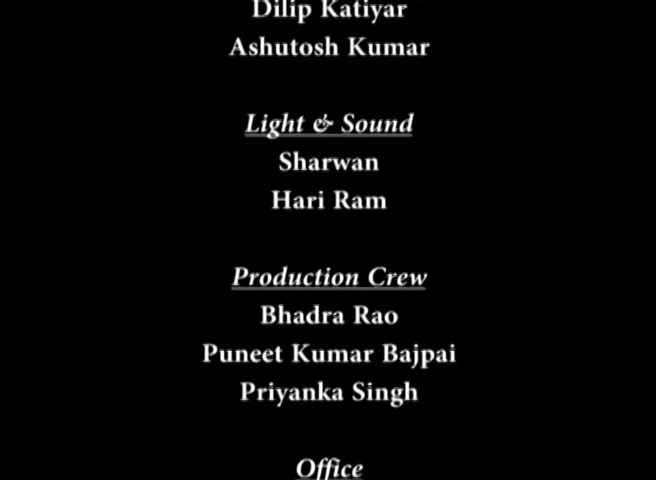 Dilip Katiyar
Ashutosh Kumar
Light & Sound
Sharwan
Hari Ram
Production Crew
Bhadra Rao
Puneet Kumar Bajpai
Priyanka Singh
Office